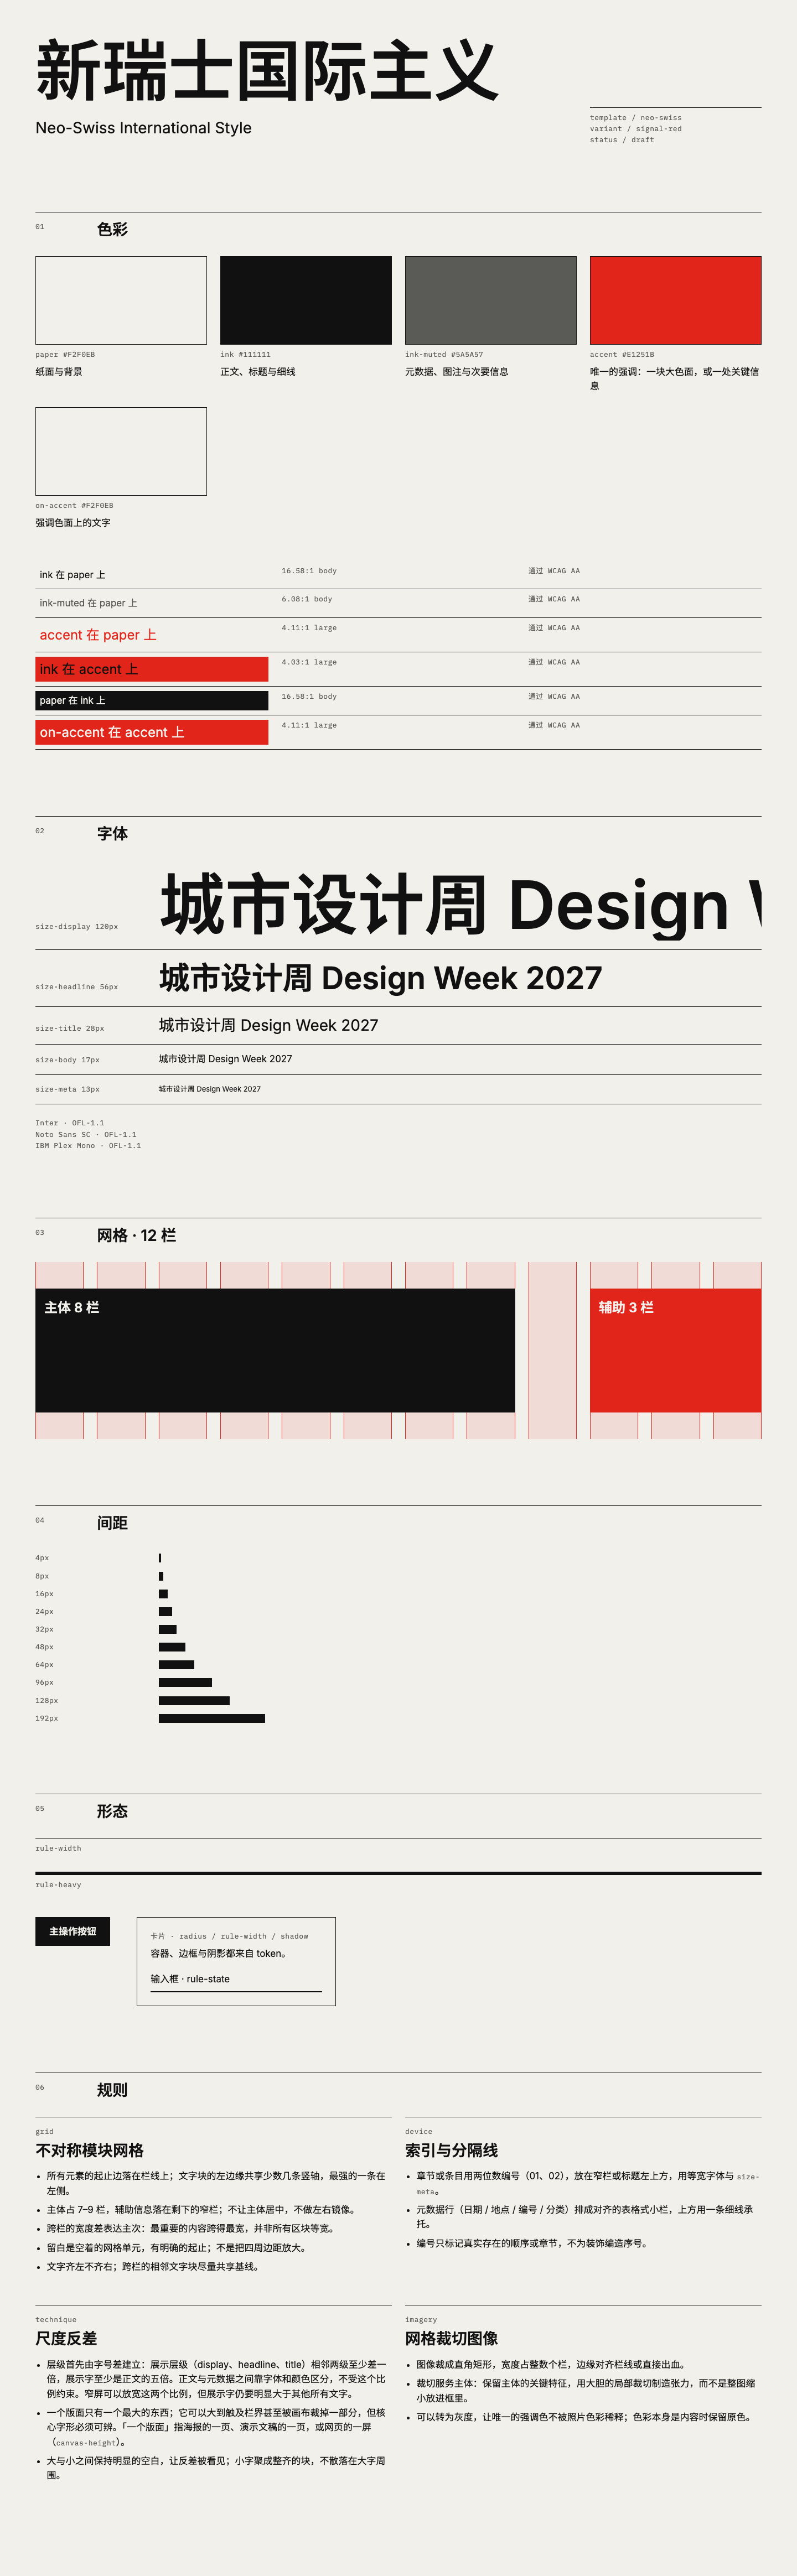 新瑞士国际主义
Neo-Swiss International Style
template / neo-swiss
variant / signal-red
status / draft
01
色彩
paper #F2F0EB
纸面与背景
ink #111111
正文、标题与细线
ink-muted #5A5A57
元数据、图注与次要信息
accent #E1251B
唯一的强调：一块大色面，或一处关键信
息
on-accent #F2F0EB
强调色面上的文字
ink 在 paper 上
16.58:1 body
通过 WCAG AA
ink-muted 在 paper 上
6.08:1 body
通过 WCAG AA
accent 在 paper 上
4.11:1 large
通过 WCAG AA
ink 在 accent 上
4.03:1 large
通过 WCAG AA
paper 在 ink 上
16.58:1 body
通过 WCAG AA
on-accent 在 accent 上
4.11:1 large
通过 WCAG AA
02
字体
size-display 120px
城市设计周 Design
size-headline 56px
城市设计周 Design Week 2027
size-title 28px
城市设计周 Design Week 2027
size-body 17px
城市设计周 Design Week 2027
size-meta 13px
城市设计周 Design Week 2027
Inter · OFL-1.1
Noto Sans SC · OFL-1.1
IBM Plex Mono · OFL-1.1
03
网格 · 12 栏
主体 8 栏
辅助 3 栏
04
间距
4px
8px
16px
24px
32px
48px
64px
96px
128px
192px
05
形态
rule-width
rule-heavy
主操作按钮
卡片 · radius / rule-width / shadow
容器、边框与阴影都来自 token。
输入框 · rule-state
06
规则
grid
不对称模块网格
• 所有元素的起止边落在栏线上；文字块的左边缘共享少数几条竖轴，最强的一条在
左侧。
• 主体占 7–9 栏，辅助信息落在剩下的窄栏；不让主体居中，不做左右镜像。
• 跨栏的宽度差表达主次：最重要的内容跨得最宽，并非所有区块等宽。
• 留白是空着的网格单元，有明确的起止；不是把四周边距放大。
• 文字齐左不齐右；跨栏的相邻文字块尽量共享基线。
device
索引与分隔线
• 章节或条目用两位数编号（01、02），放在窄栏或标题左上方，用等宽字体与 size-
meta。
• 元数据行（日期 / 地点 / 编号 / 分类）排成对齐的表格式小栏，上方用一条细线承
托。
• 编号只标记真实存在的顺序或章节，不为装饰编造序号。
technique
尺度反差
• 层级首先由字号差建立：展示层级（display、headline、title）相邻两级至少差一
倍，展示字至少是正文的五倍。正文与元数据之间靠字体和颜色区分，不受这个比
例约束。窄屏可以放宽这两个比例，但展示字仍要明显大于其他所有文字。
• 一个版面只有一个最大的东西；它可以大到触及栏界甚至被画布裁掉一部分，但核
心字形必须可辨。「一个版面」指海报的一页、演示文稿的一页，或网页的一屏
（canvas-height）。
• 大与小之间保持明显的空白，让反差被看见；小字聚成整齐的块，不散落在大字周
围。
imagery
网格裁切图像
• 图像裁成直角矩形，宽度占整数个栏，边缘对齐栏线或直接出血。
• 裁切服务主体：保留主体的关键特征，用大胆的局部裁切制造张力，而不是整图缩
小放进框里。
• 可以转为灰度，让唯一的强调色不被照片色彩稀释；色彩本身是内容时保留原色。